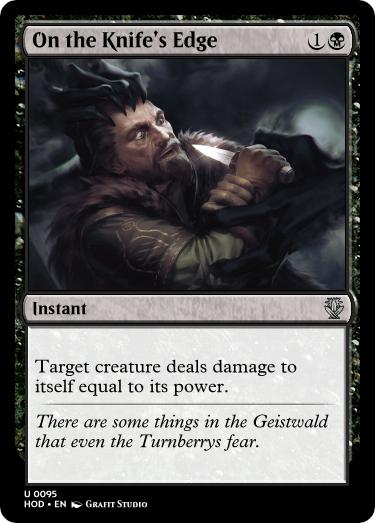 On the Knife's Edge 1
Instant
Target creature deals damage to
itself equal to its power.
There are some things in the Geistwald
that even the Turnberrys fear.
U 0095
HOD • EN Grafit Studio